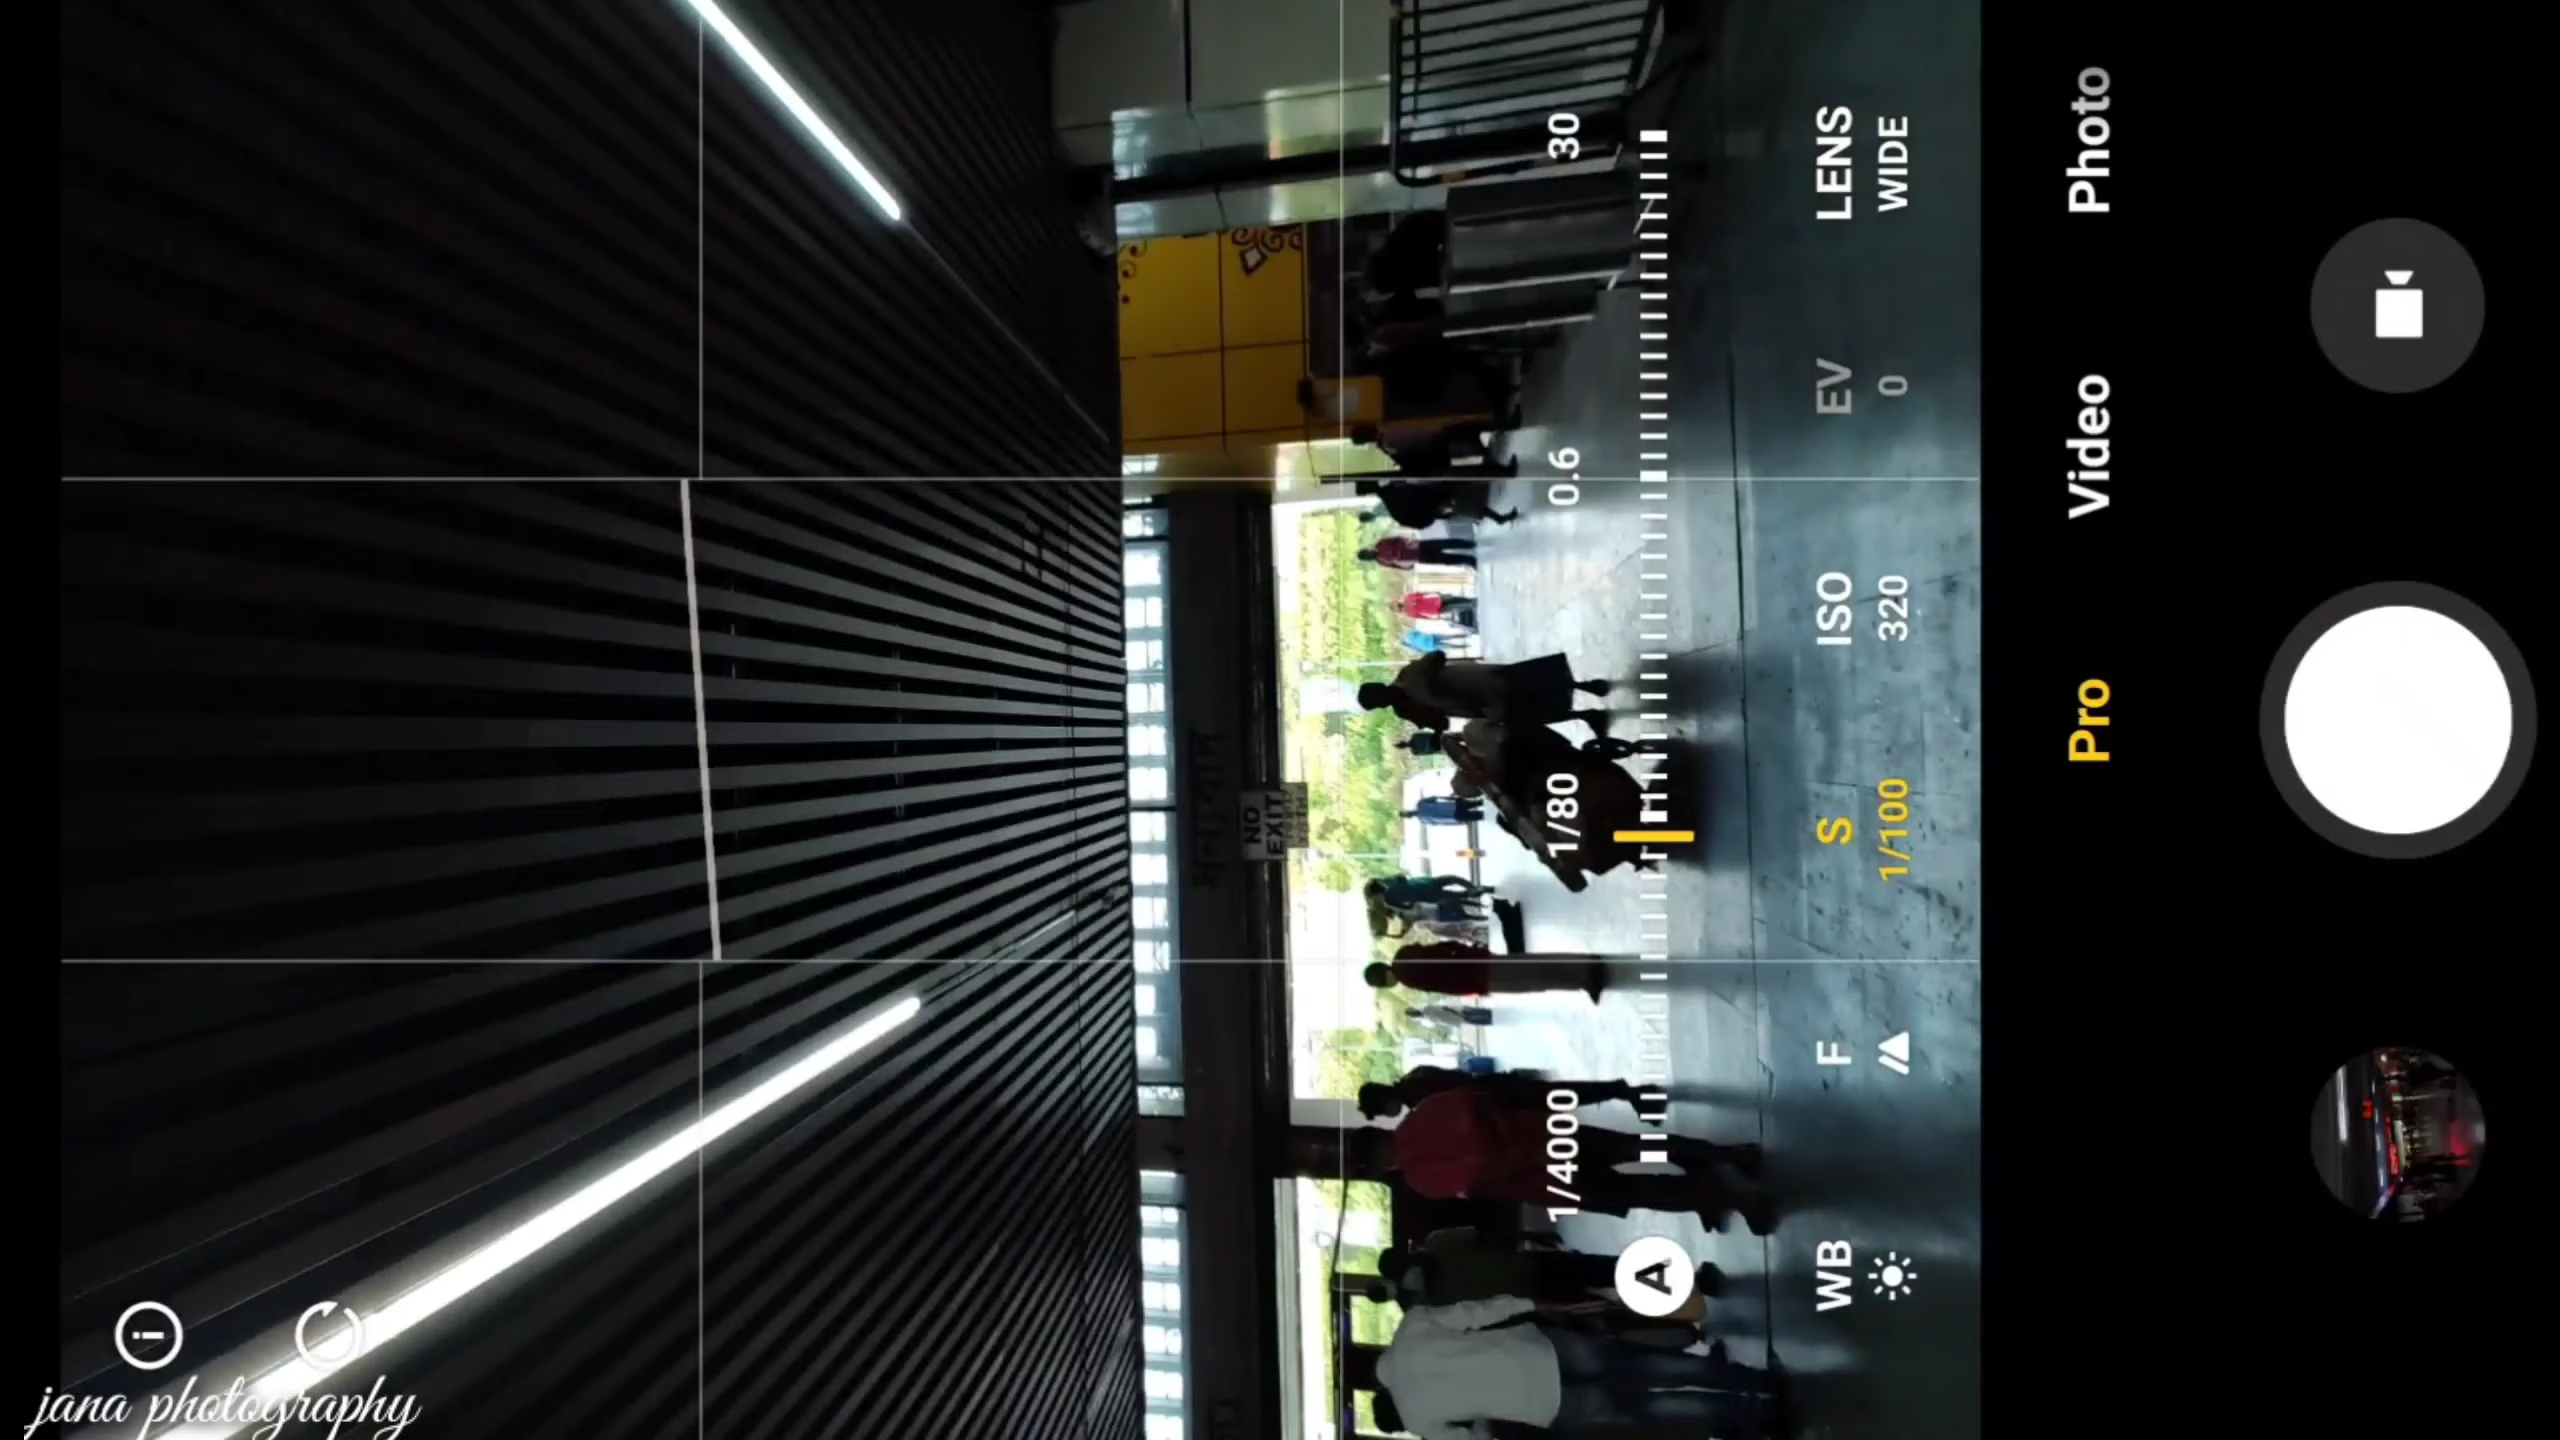 30
0.6
1/80
1/4000
A
NO
EXIT
WB
F
S
1/100
ISO
320
EV
0
LENS
WIDE
Pro
Video
Photo
jana photography